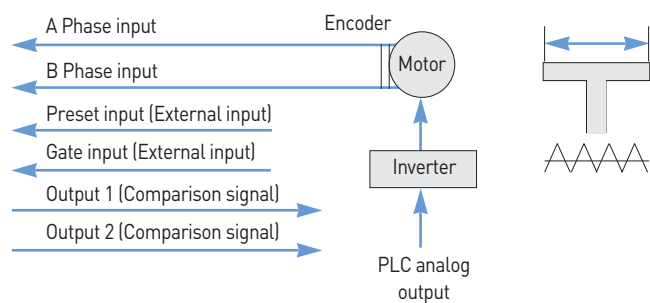 A Phase input
Encoder
B Phase input
Motor
Preset input (External input)
Gate input (External input)
Inverter
Output 1 (Comparison signal)
Output 2 (Comparison signal)
PLC analog
output